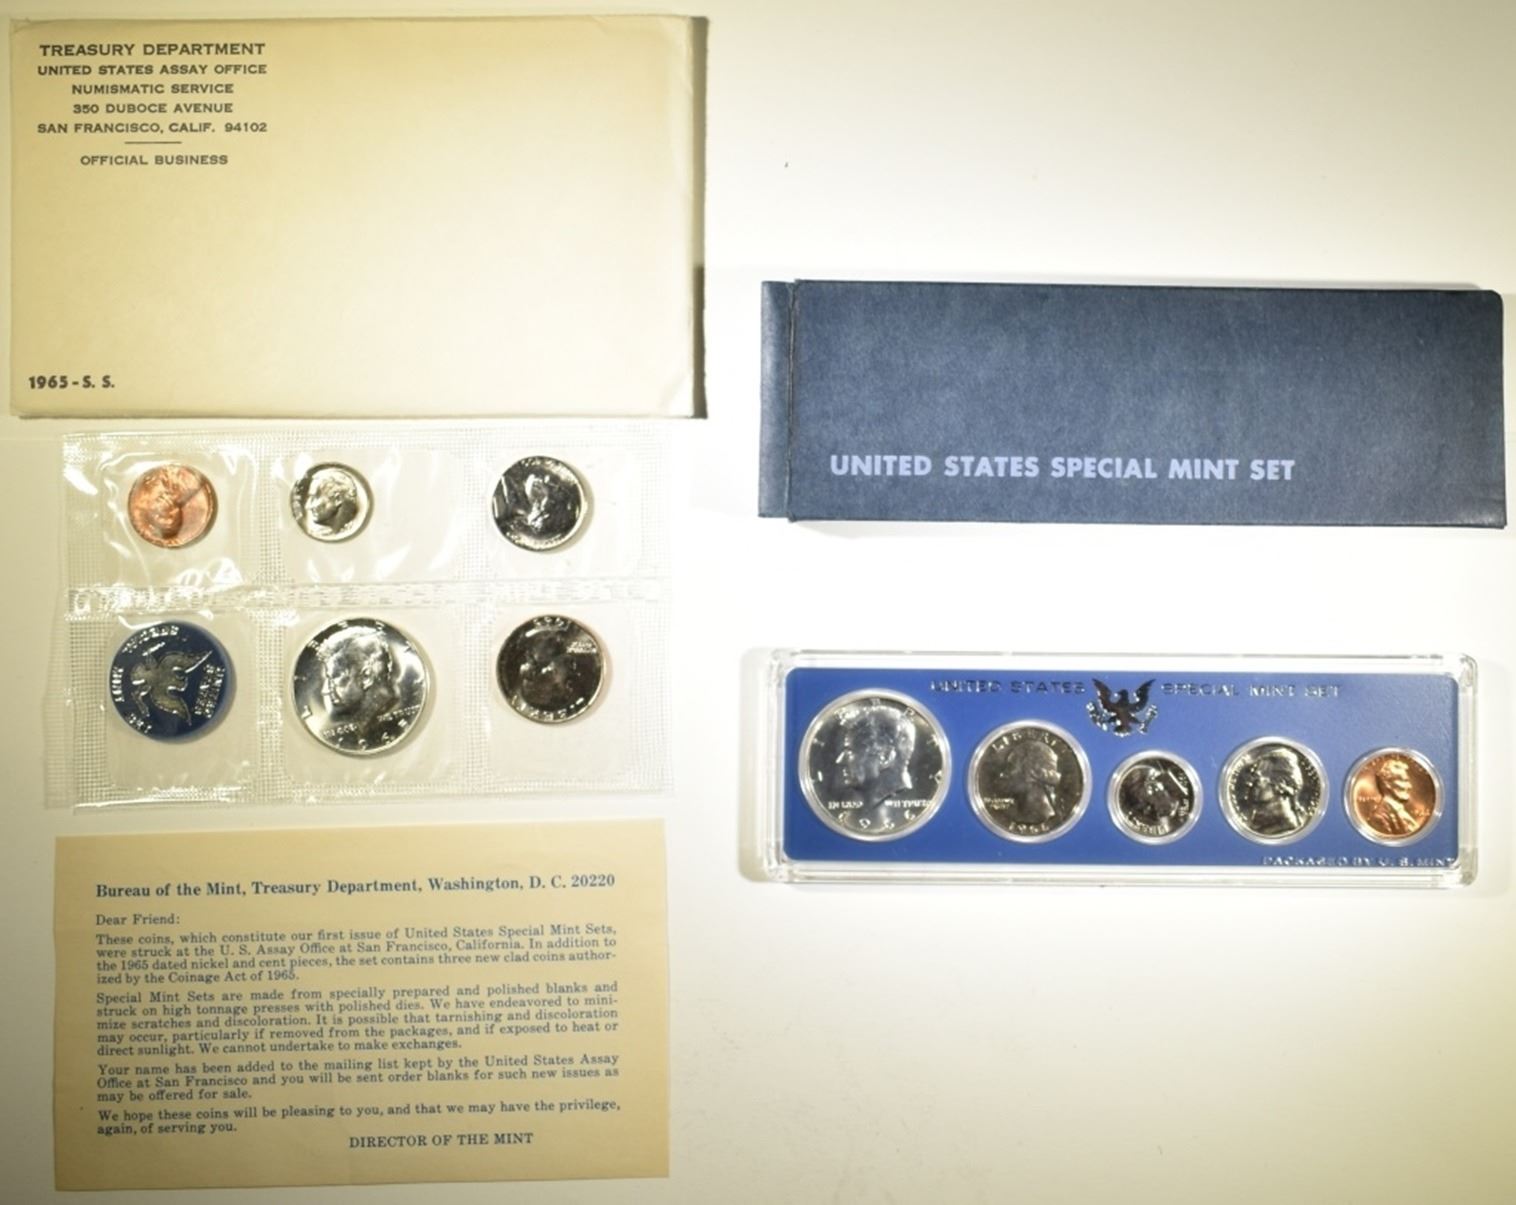 TREASURY DEPARTMENT
UNITED STATES ASSAY OFFICE
NUMISMATIC SERVICE
350 DUBOCE AVENUE
SAN FRANCISCO, CALIF. 94102
OFFICIAL BUSINESS
1965-S. S.
SPECIAL MINT
UNITED STATES SPECIAL MINT SET
UNITED STATES SPECIAL MINT SET
LIBERTY
IN GOD WE TRUST
1966
PACKAGED BY U. S. MINT
Bureau of the Mint, Treasury Department, Washington, D. C. 20220
Dear Friend:
These coins, which constitute our first issue of United States Special Mint Sets,
were struck at the U. S. Assay Office at San Francisco, California. In addition to
the 1965 dated nickel and cent pieces, the set contains three new clad coins author-
ized by the Coinage Act of 1965.
Special Mint Sets are made from specially prepared and polished blanks and
struck on high tonnage presses with polished dies. We have endeavored to mini-
mize scratches and discoloration. It is possible that tarnishing and discoloration
may occur, particularly if removed from the packages, and if exposed to heat or
direct sunlight. We cannot undertake to make exchanges.
Your name has been added to the mailing list kept by the United States Assay
Office at San Francisco and you will be sent order blanks for such new issues as
may be offered for sale.
We hope these coins will be pleasing to you, and that we may have the privilege,
again, of serving you.
DIRECTOR OF THE MINT